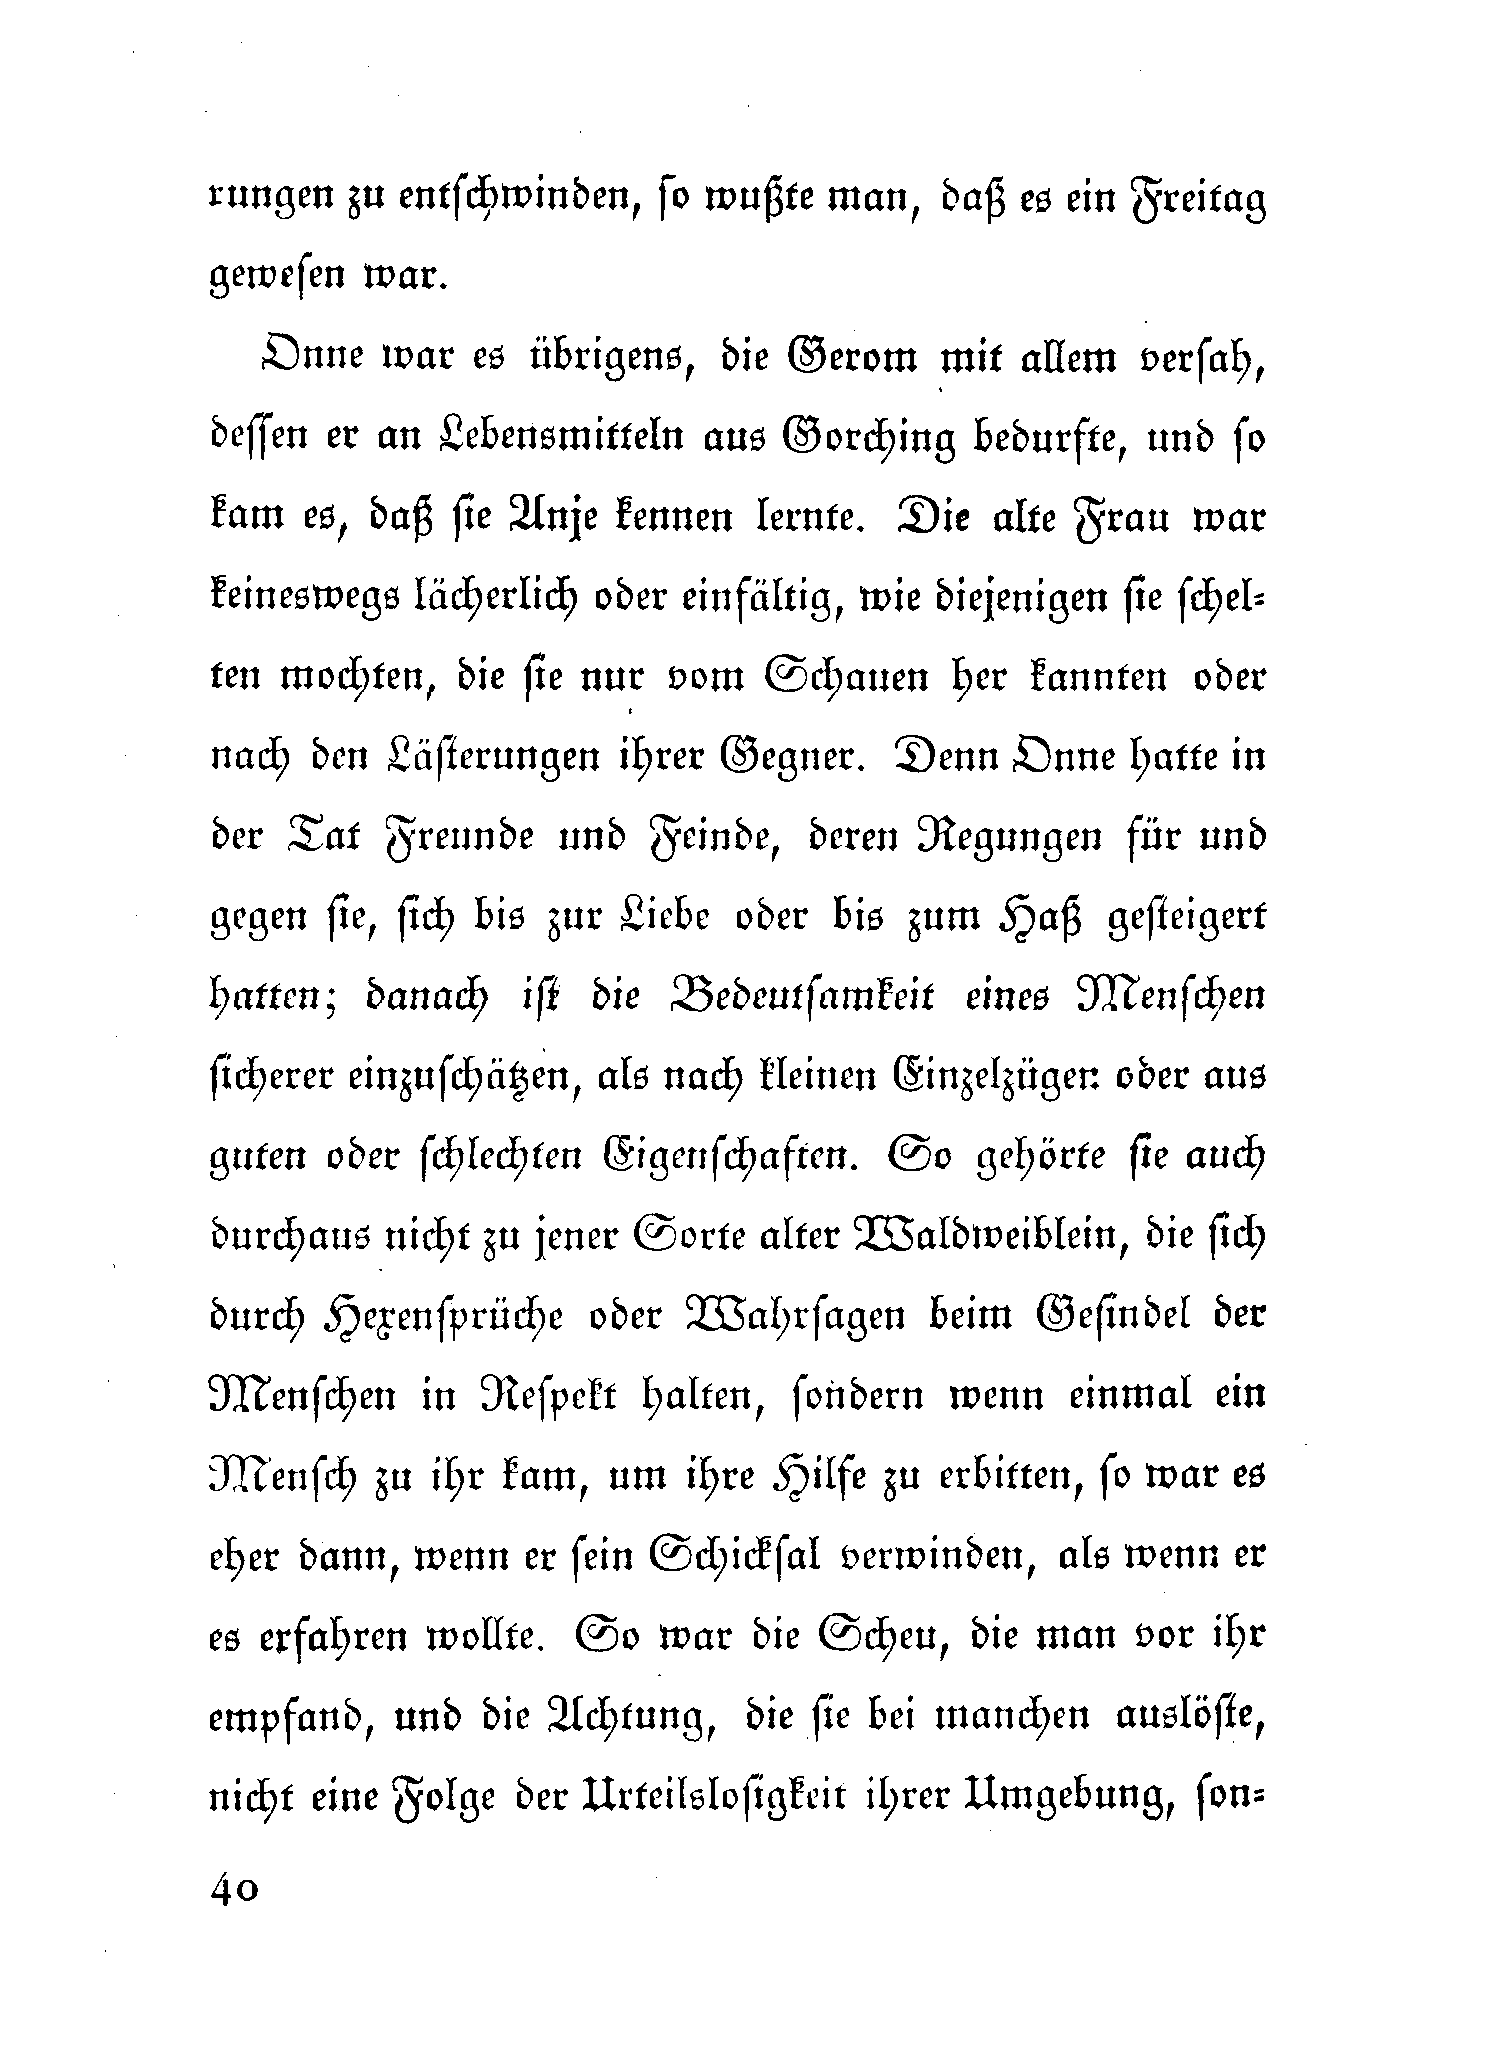 rungen zu entſchwinden, ſo wußte man, daß es ein Freitag
geweſen war.
Onne war es übrigens, die Gerom mit allem verſah,
deſſen er an Lebensmitteln aus Gorching bedurfte, und ſo
kam es, daß ſie Anje kennen lernte. Die alte Frau war
keineswegs lächerlich oder einfältig, wie diejenigen ſie ſchel⸗
ten mochten, die ſie nur vom Schauen her kannten oder
nach den Läſterungen ihrer Gegner. Denn Onne hatte in
der Tat Freunde und Feinde, deren Regungen für und
gegen ſie, ſich bis zur Liebe oder bis zum Haß geſteigert
hatten; danach iſt die Bedeutſamkeit eines Menſchen
ſicherer einzuſchätzen, als nach kleinen Einzelzügen oder aus
guten oder ſchlechten Eigenſchaften. So gehörte ſie auch
durchaus nicht zu jener Sorte alter Waldweiblein, die ſich
durch Hexenſprüche oder Wahrſagen beim Geſindel der
Menſchen in Reſpekt halten, ſondern wenn einmal ein
Menſch zu ihr kam, um ihre Hilfe zu erbitten, ſo war es
eher dann, wenn er ſein Schickſal verwinden, als wenn er
es erfahren wollte. So war die Scheu, die man vor ihr
empfand, und die Achtung, die ſie bei manchen auslöſte,
nicht eine Folge der Urteilsloſigkeit ihrer Umgebung, ſon⸗
40